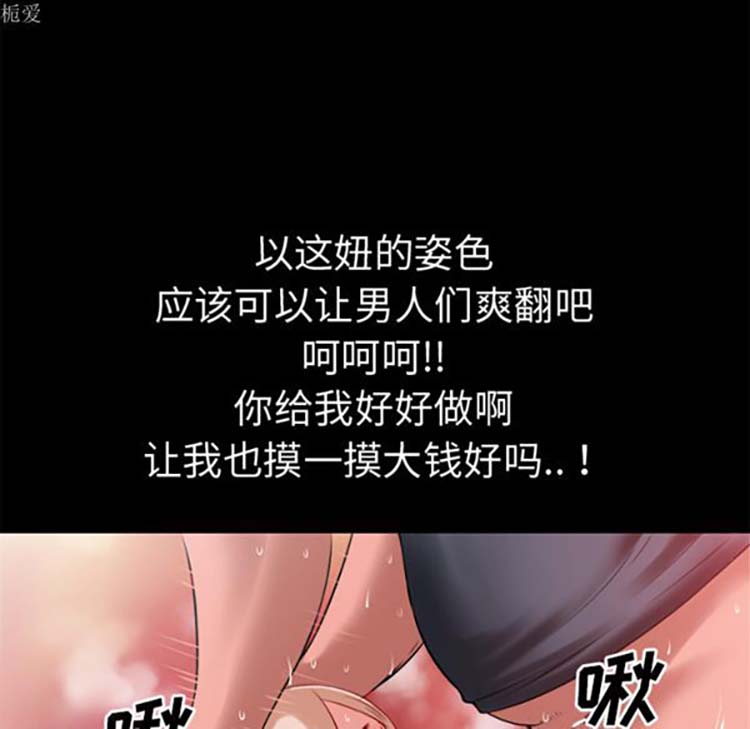 栀爱
以这妞的姿色
应该可以让男人们爽翻吧
呵呵呵!!
你给我好好做啊
让我也摸一摸大钱好吗..！
啾
啾